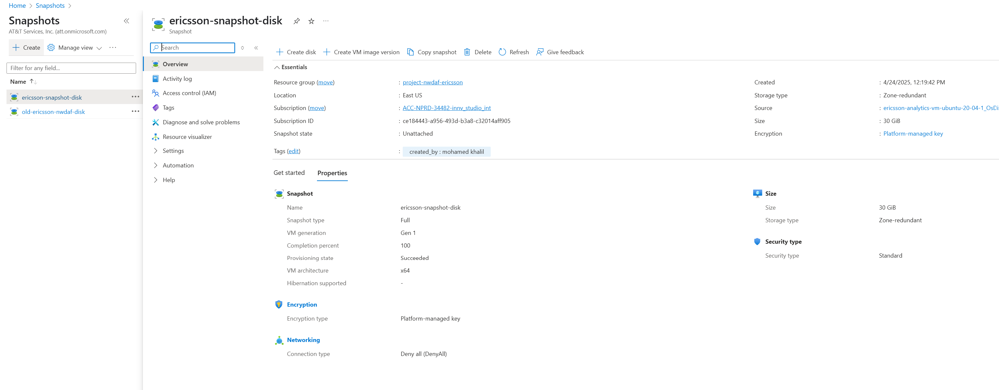 Home > Snapshots >
Snapshots
AT&T Services, Inc. (att.onmicrosoft.com)
Create
Manage view
Filter for any field...
Name
ericsson-snapshot-disk
old-ericsson-nwdaf-disk
ericsson-snapshot-disk
Snapshot
Search
Overview
Activity log
Access control (IAM)
Tags
Diagnose and solve problems
Resource visualizer
Settings
Automation
Help
Create disk
Create VM image version
Copy snapshot
Delete
Refresh
Give feedback
Essentials
Resource group (move) : project-nwdaf-ericsson
Location : East US
Subscription (move) : ACC-NPRD-34482-innv_studio_int
Subscription ID : ce184443-a956-493d-b3a8-c32014aff905
Snapshot state : Unattached
Tags (edit) : created_by : mohamed khalil
Created : 4/24/2025, 12:19:42 PM
Storage type : Zone-redundant
Source : ericsson-analytics-vm-ubuntu-20-04-1_OsDis
Size : 30 GiB
Encryption : Platform-managed key
Get started
Properties
Snapshot
Name ericsson-snapshot-disk
Snapshot type Full
VM generation Gen 1
Completion percent 100
Provisioning state Succeeded
VM architecture x64
Hibernation supported -
Encryption
Encryption type Platform-managed key
Networking
Connection type Deny all (DenyAll)
Size
Size 30 GiB
Storage type Zone-redundant
Security type
Security type Standard